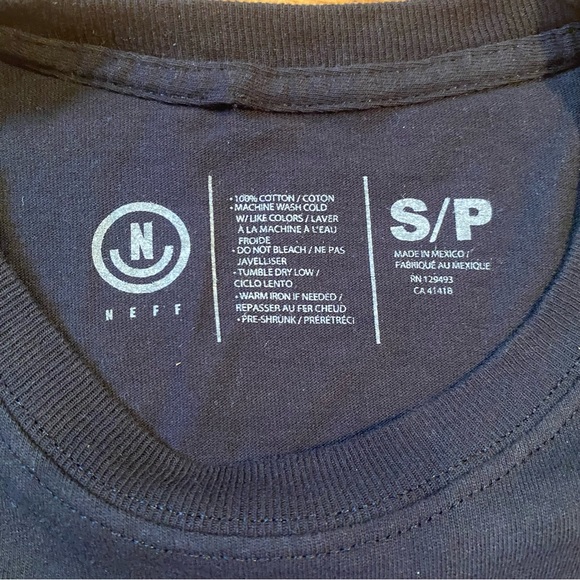 N
NEFF
• 100% COTTON / COTON
• MACHINE WASH COLD
W/ LIKE COLORS / LAVER
À LA MACHINE À L'EAU
FROIDE
• DO NOT BLEACH / NE PAS
JAVELLISER
• TUMBLE DRY LOW /
CICLO LENTO
• WARM IRON IF NEEDED /
REPASSER AU FER CHEUD
• PRE-SHRUNK / PRÉRÉTRÉCI
S/P
MADE IN MEXICO /
FABRIQUÉ AU MEXIQUE
RN 129493
CA 41418